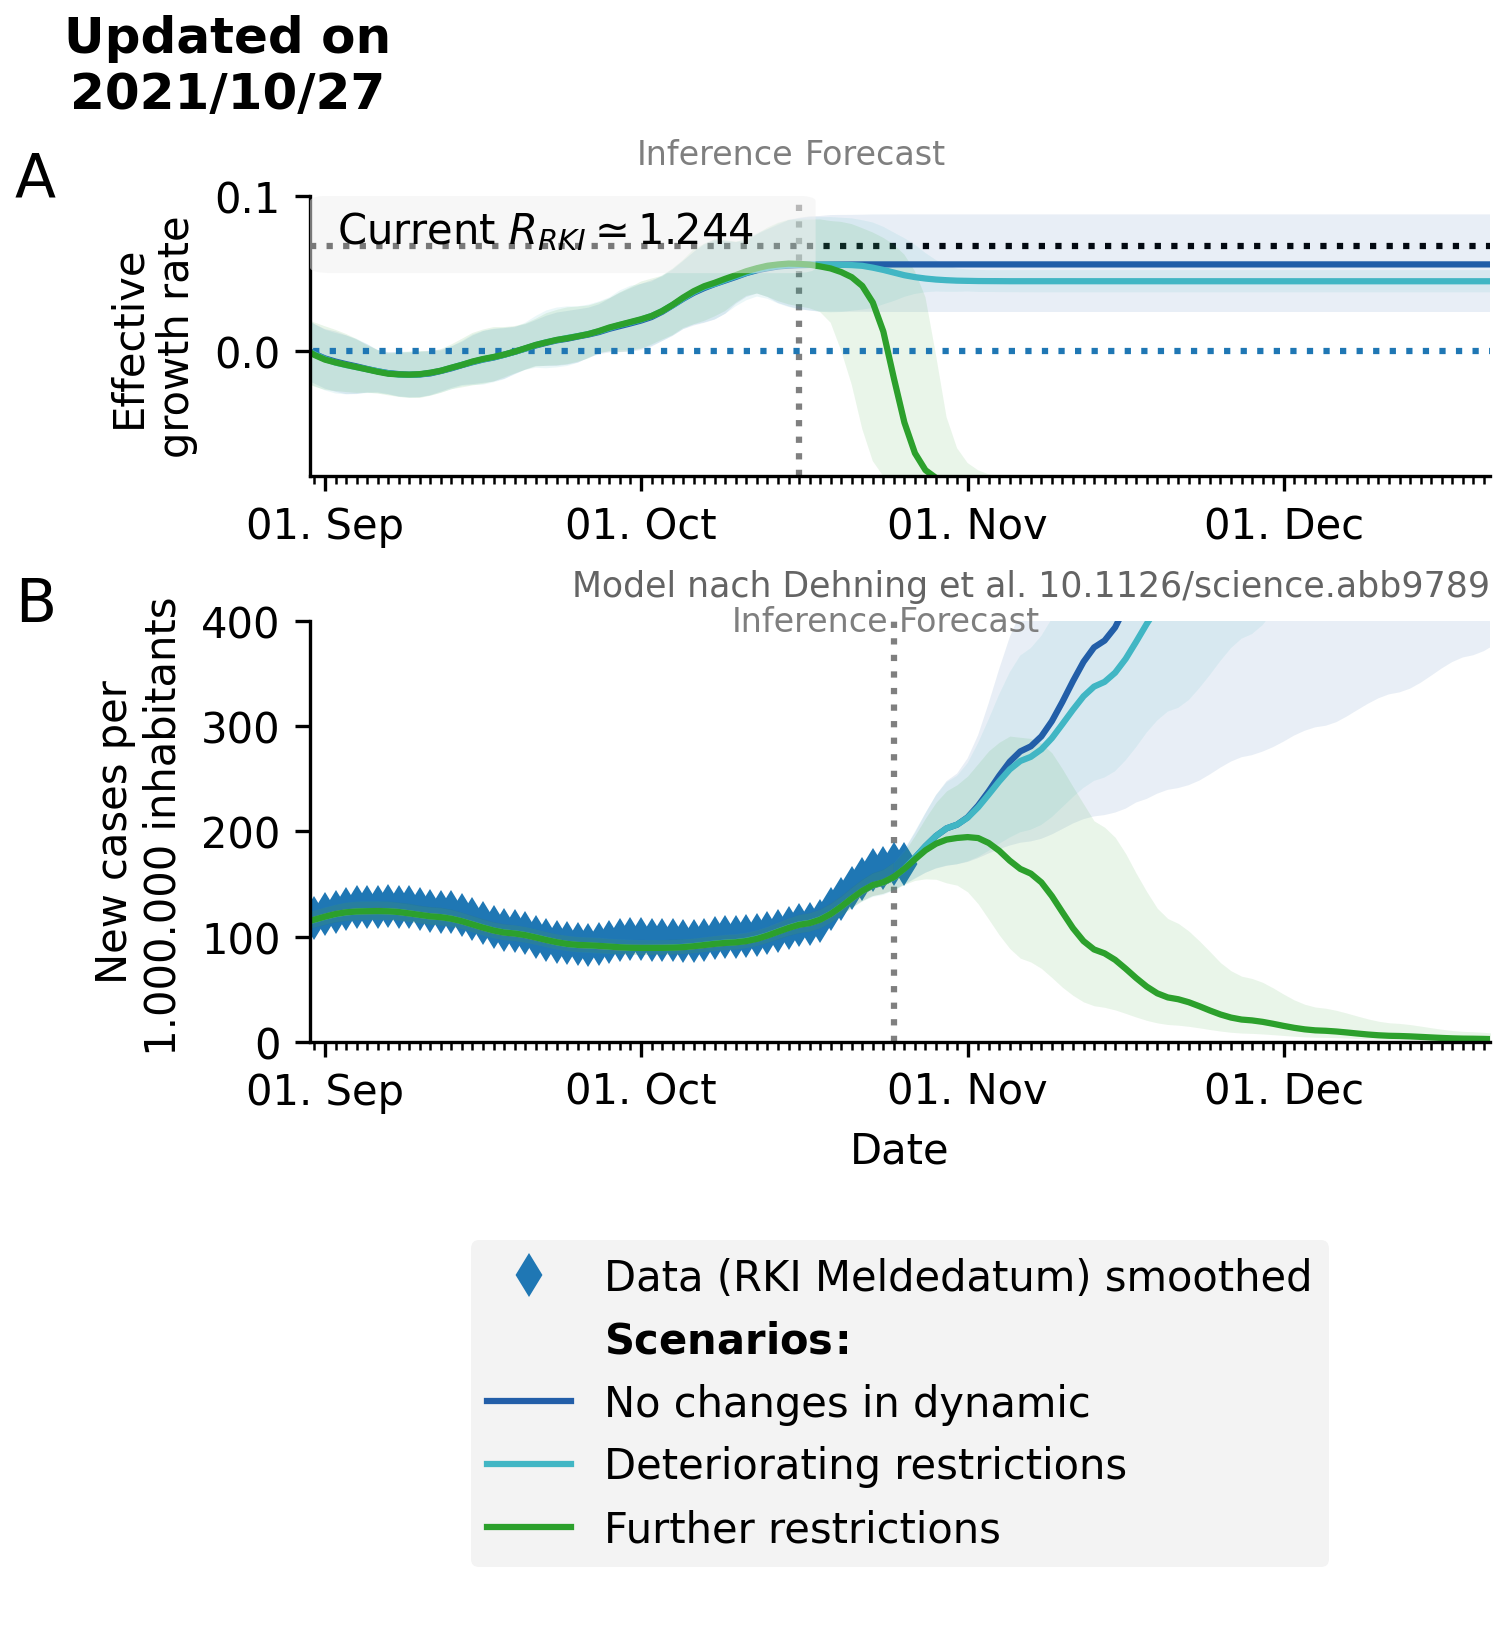 Updated on
2021/10/27
A
Inference Forecast
Effective
growth rate
0.1
0.0
Current R_RKI ≃ 1.244
01. Sep 01. Oct 01. Nov 01. Dec
B
Model nach Dehning et al. 10.1126/science.abb9789
Inference Forecast
New cases per
1.000.000 inhabitants
400
300
200
100
0
01. Sep 01. Oct 01. Nov 01. Dec
Date
Data (RKI Meldedatum) smoothed
Scenarios:
No changes in dynamic
Deteriorating restrictions
Further restrictions